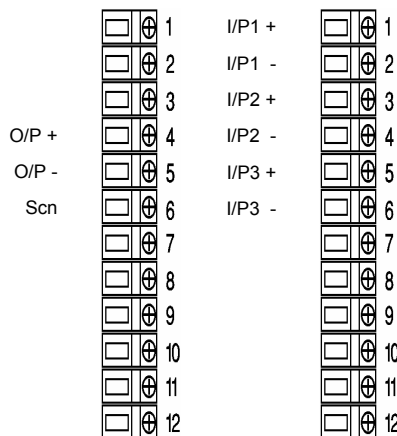 1 I/P1 + 1
2 I/P1 - 2
3 I/P2 + 3
O/P + 4 I/P2 - 4
O/P - 5 I/P3 + 5
Scn 6 I/P3 - 6
7 7
8 8
9 9
10 10
11 11
12 12